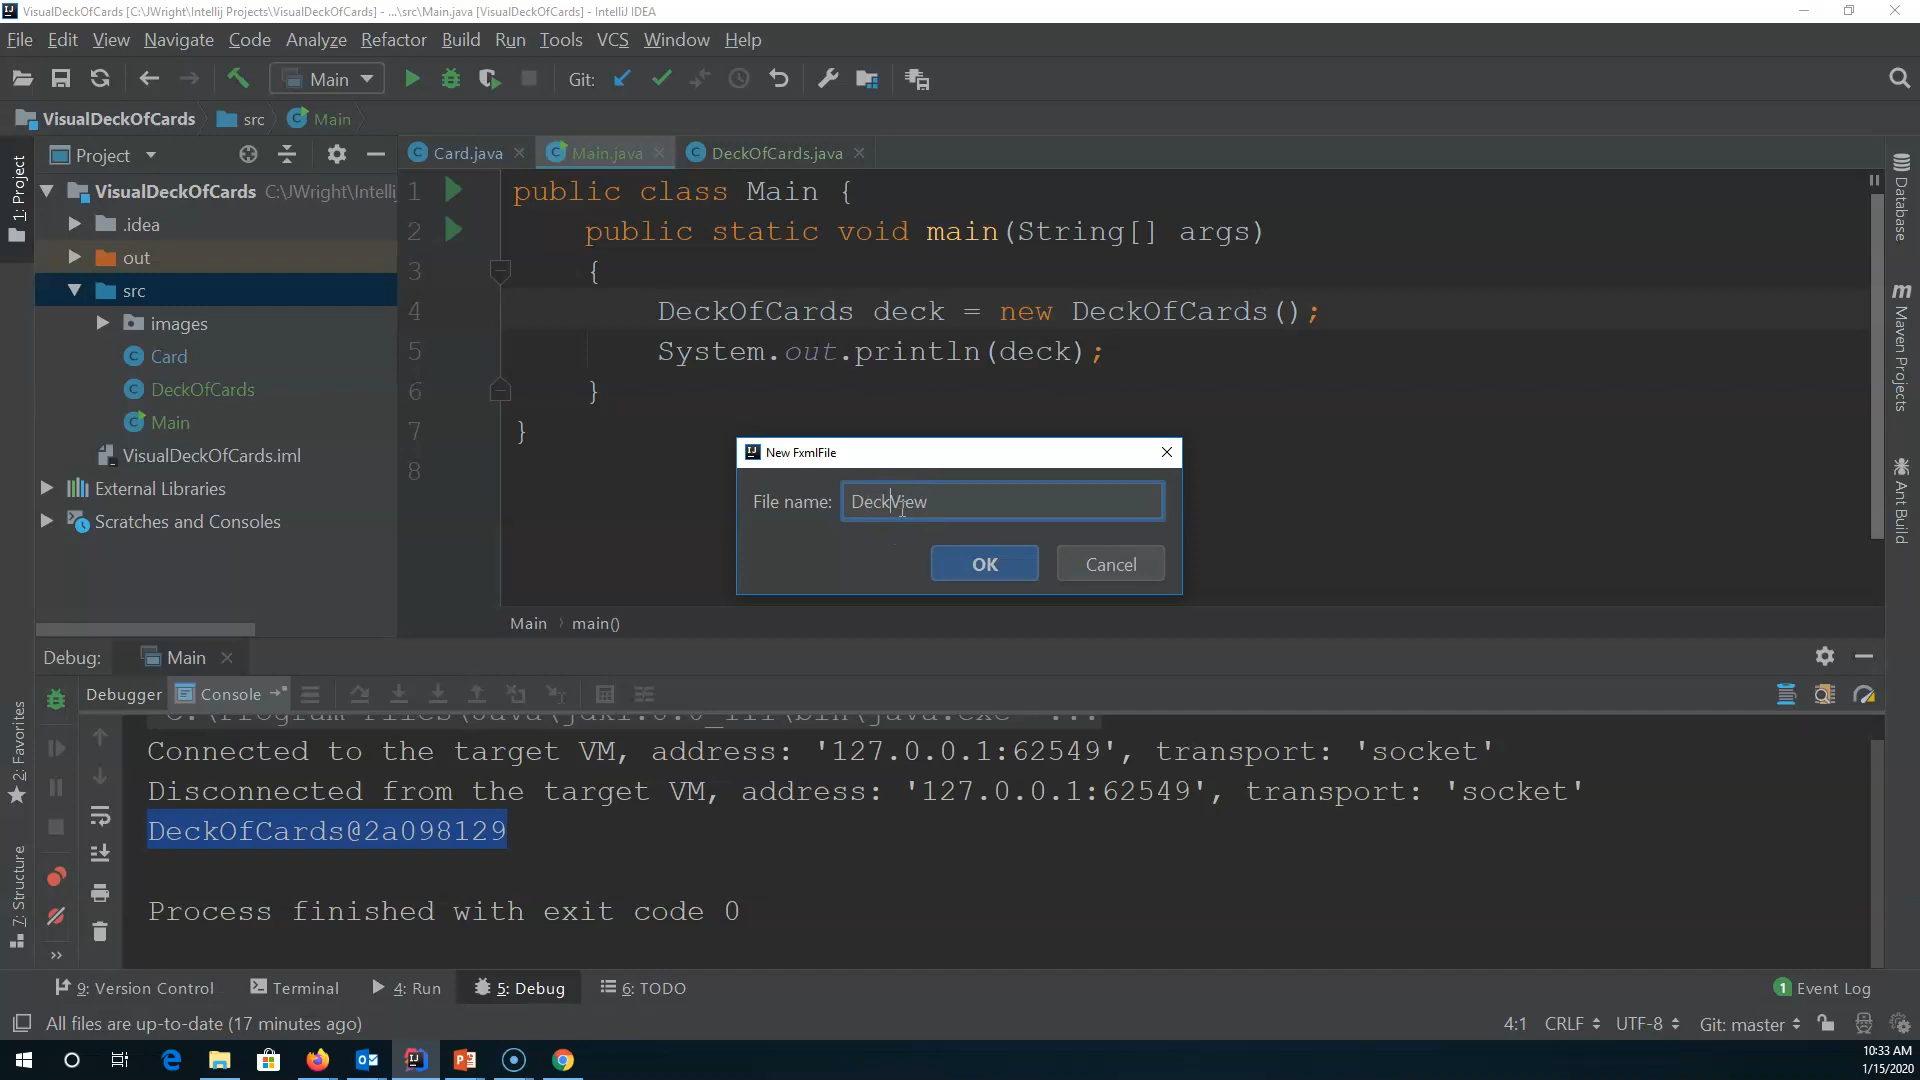 VisualDeckOfCards [C:\JWright\Intellij Projects\VisualDeckOfCards] - ...\src\Main.java [VisualDeckOfCards] - IntelliJ IDEA
File Edit View Navigate Code Analyze Refactor Build Run Tools VCS Window Help
Main Git:
VisualDeckOfCards src Main
Project
Card.java Main.java DeckOfCards.java
1: Project
VisualDeckOfCards C:\JWright\Intellij
.idea
out
src
images
Card
DeckOfCards
Main
VisualDeckOfCards.iml
External Libraries
Scratches and Consoles
1 public class Main {
2 public static void main(String[] args)
3 {
4 DeckOfCards deck = new DeckOfCards();
5 System.out.println(deck);
6 }
7 }
8
New FxmlFile
File name: DeckView
OK Cancel
Main main()
Database
Maven Projects
Ant Build
Debug: Main
Debugger Console
2: Favorites
7: Structure
Connected to the target VM, address: '127.0.0.1:62549', transport: 'socket'
Disconnected from the target VM, address: '127.0.0.1:62549', transport: 'socket'
DeckOfCards@2a098129
Process finished with exit code 0
9: Version Control Terminal 4: Run 5: Debug 6: TODO 1 Event Log
All files are up-to-date (17 minutes ago) 4:1 CRLF UTF-8 Git: master
10:33 AM
1/15/2020